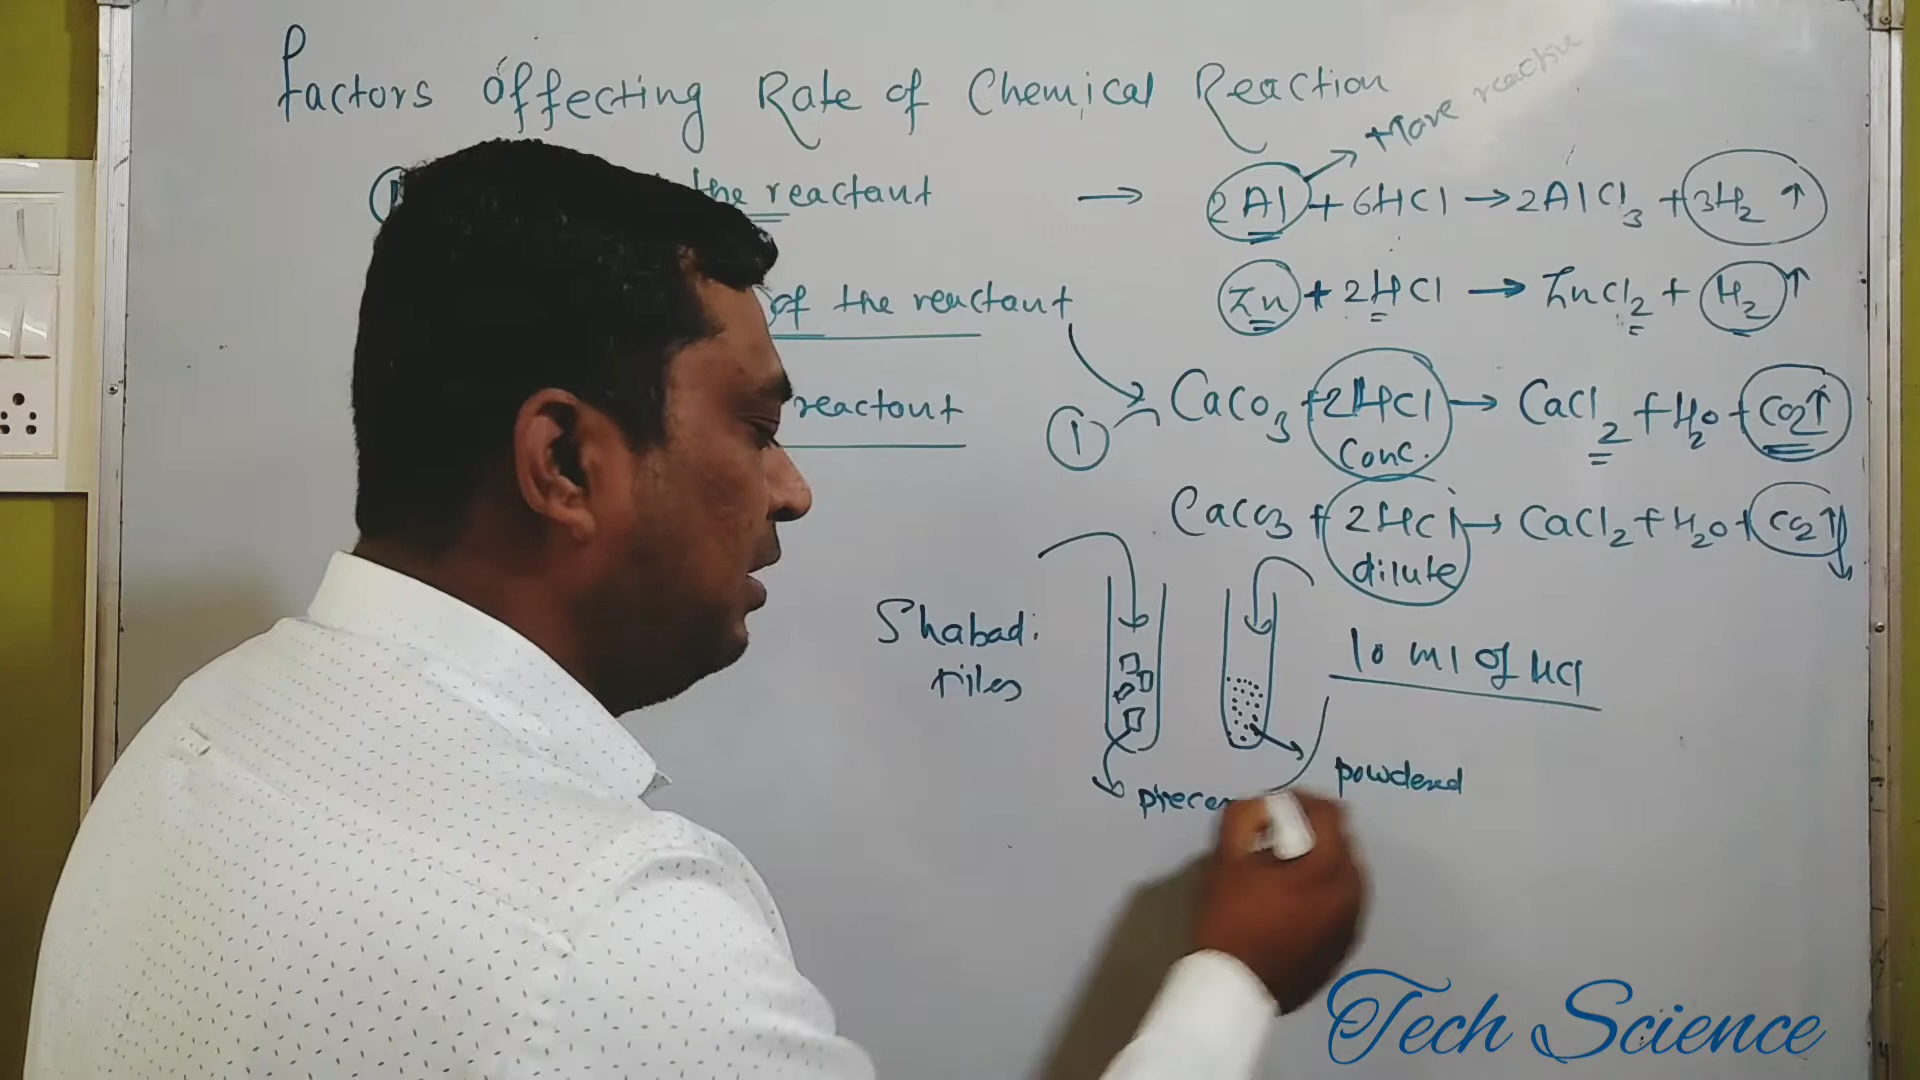 Factors Offecting Rate of Chemical Reaction
More reactive
the reactant → 2Al + 6HCl → 2AlCl3 + 3H2 ↑
Zn + 2HCl → ZnCl2 + H2 ↑
of the reactant
reactant
① CaCO3 + 2HCl → CaCl2 + H2O + CO2↑
Conc.
CaCO3 + 2HCl → CaCl2 + H2O + CO2↑
dilute
Shabadi
tiles
10 ml of HCl
powdered
Tech Science